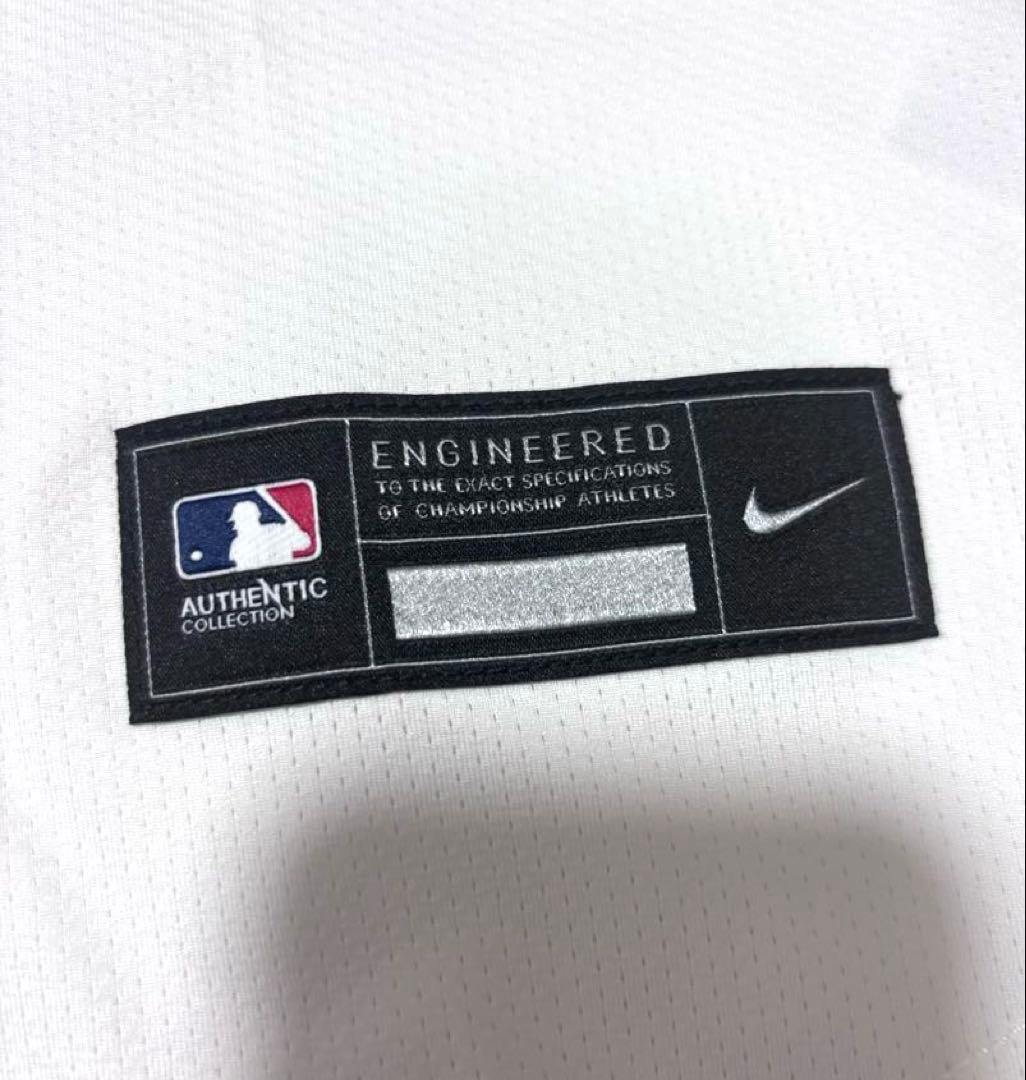 AUTHENTIC
COLLECTION
ENGINEERED
TO THE EXACT SPECIFICATIONS
OF CHAMPIONSHIP ATHLETES